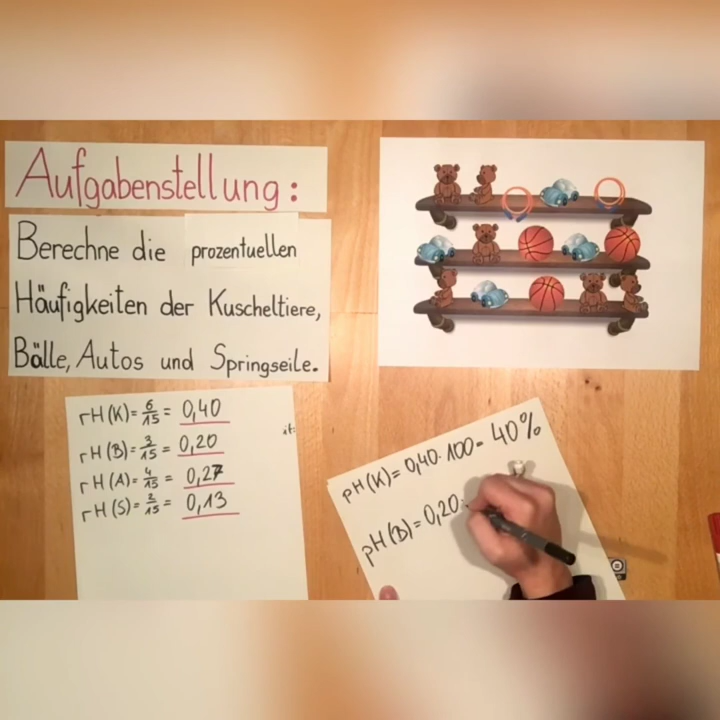 Aufgabenstellung:
Berechne die prozentuellen
Häufigkeiten der Kuscheltiere,
Bälle, Autos und Springseile.
rH(K)= 6/15 = 0,40
rH(B)= 3/15 = 0,20
rH(A)= 4/15 = 0,27
rH(S)= 2/15 = 0,13
it:
pH(K)= 0,40·100= 40%
pH(B)= 0,20·